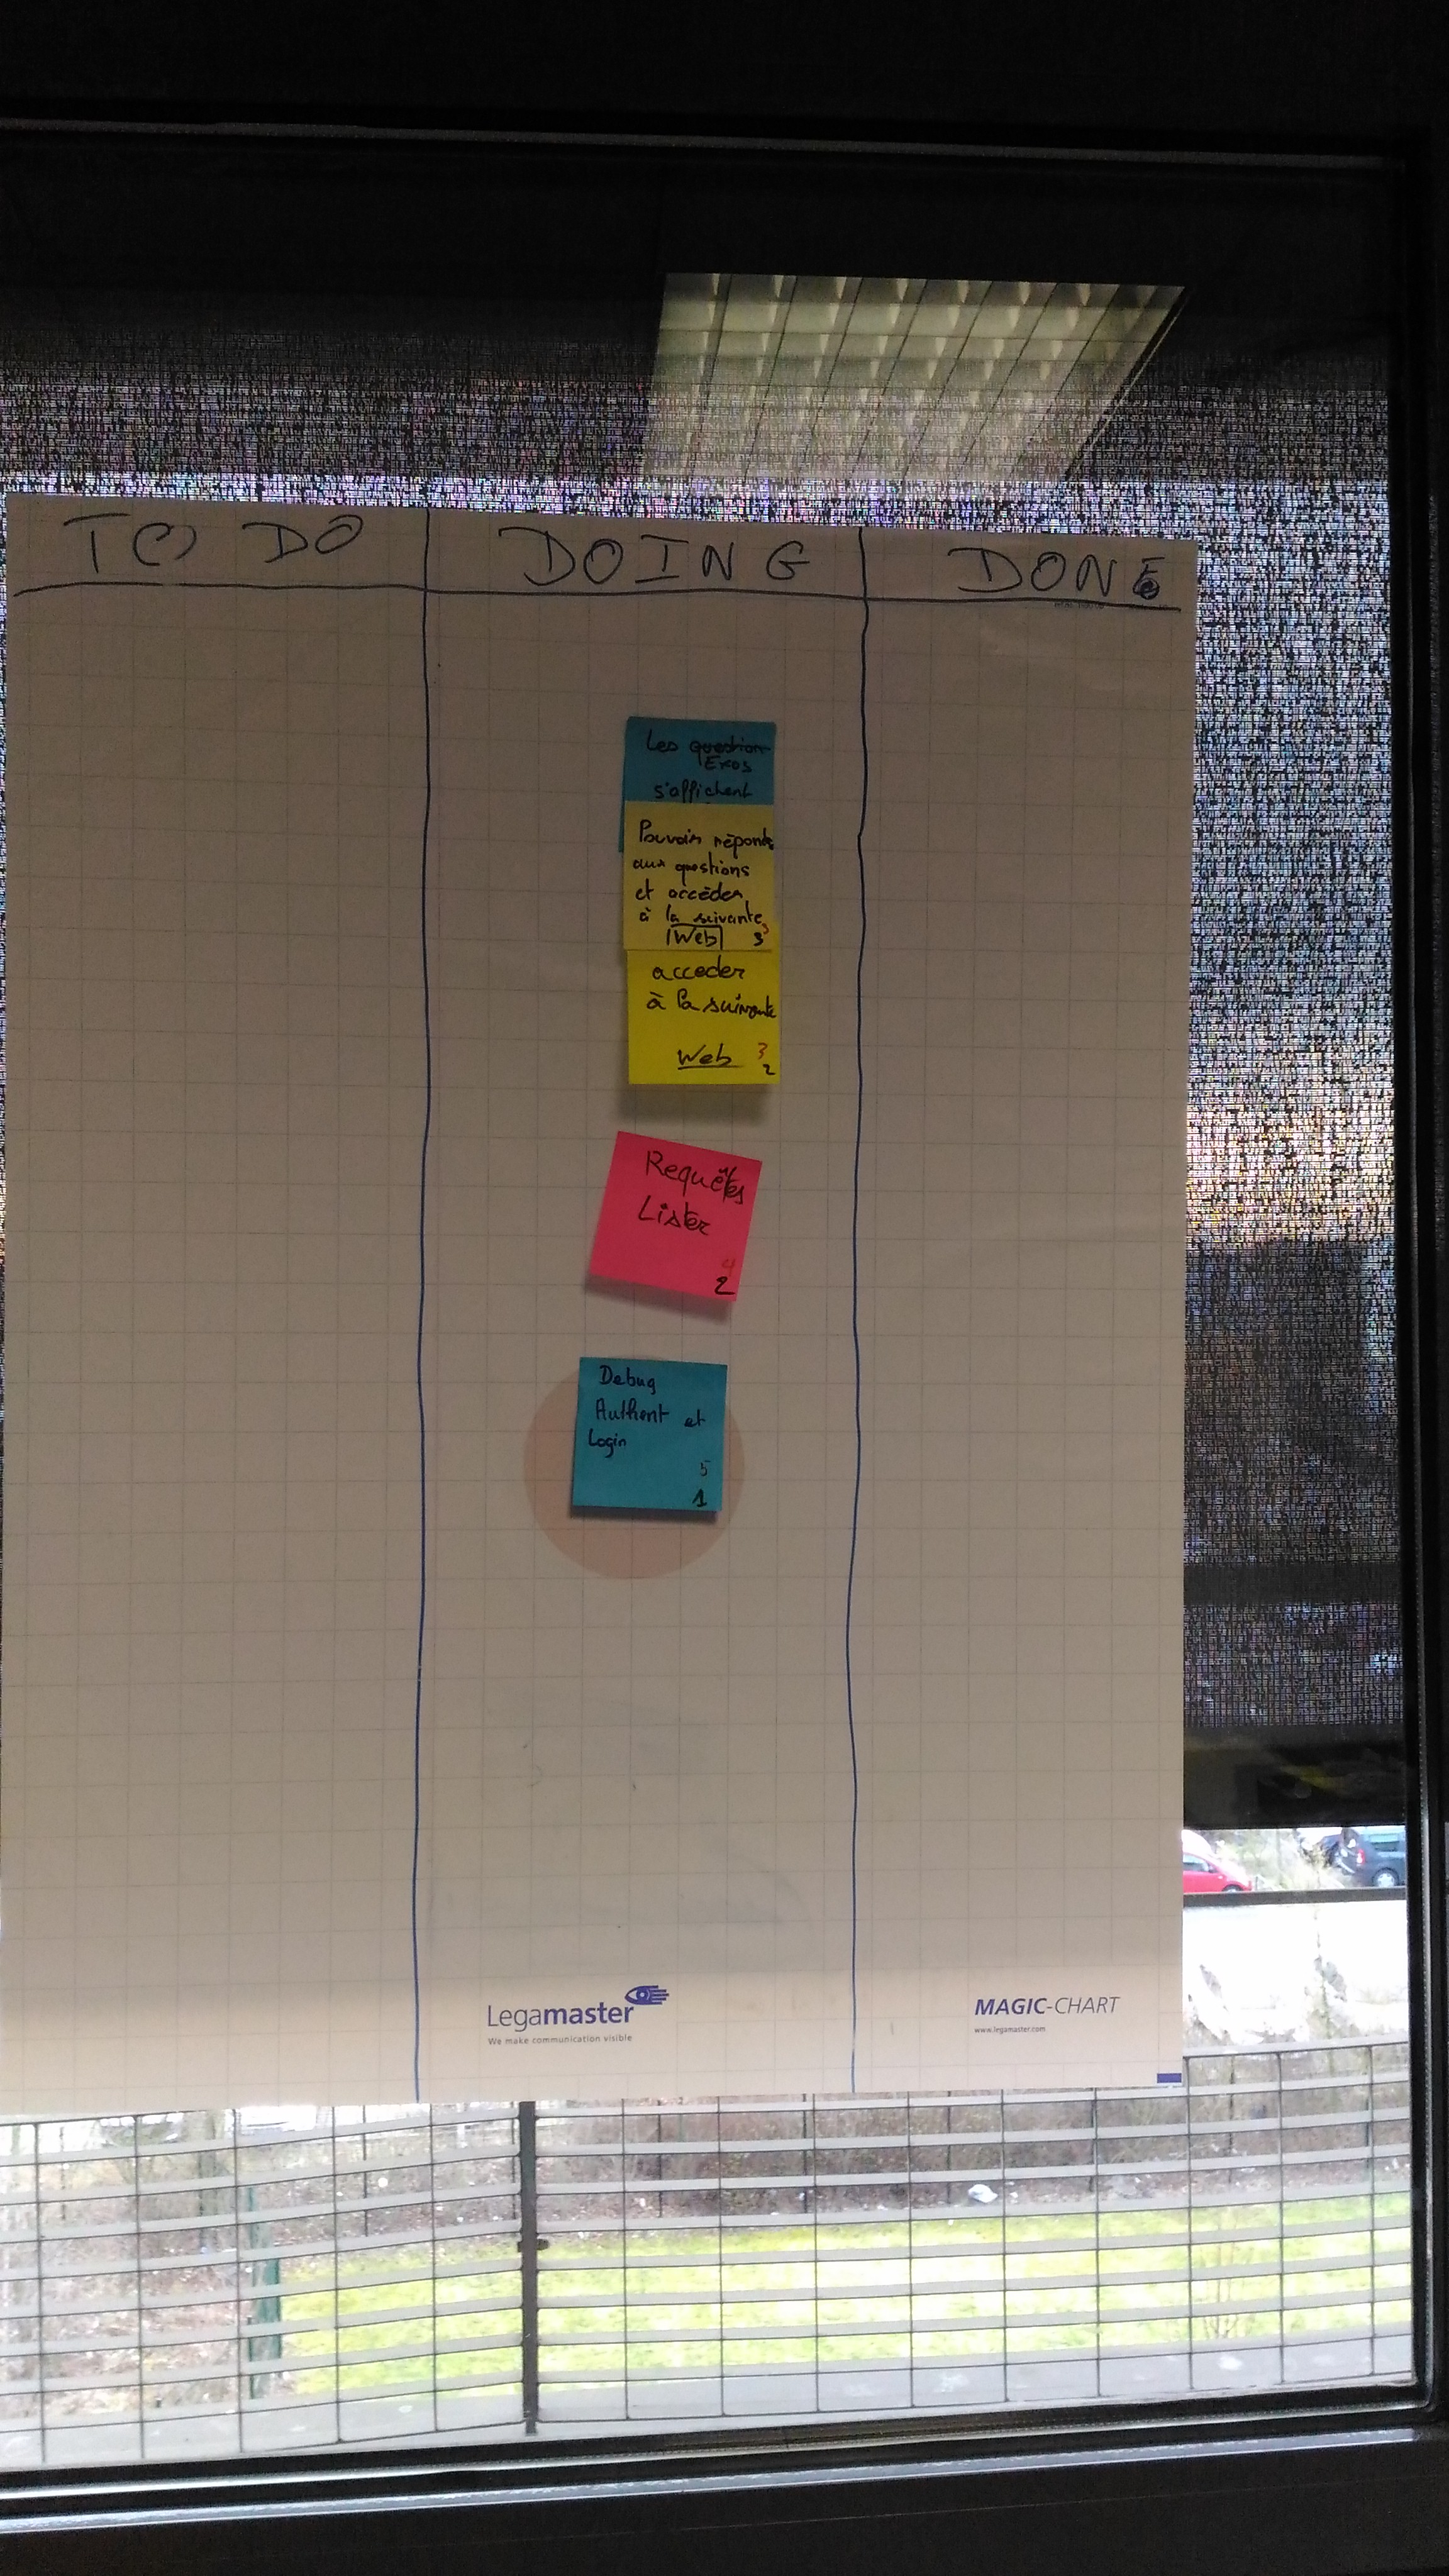 TO DO
DOING
DONE
Les question
Exos
s'affichent
Pouvoir répondre
aux questions
et accéder
à la suivante
Web 3 3
acceder
à la suivante
Web 3
2
Requêtes
Lister
4
2
Debug
Authent et
Login
5
1
Legamaster
We make communication visible
MAGIC-CHART
www.legamaster.com